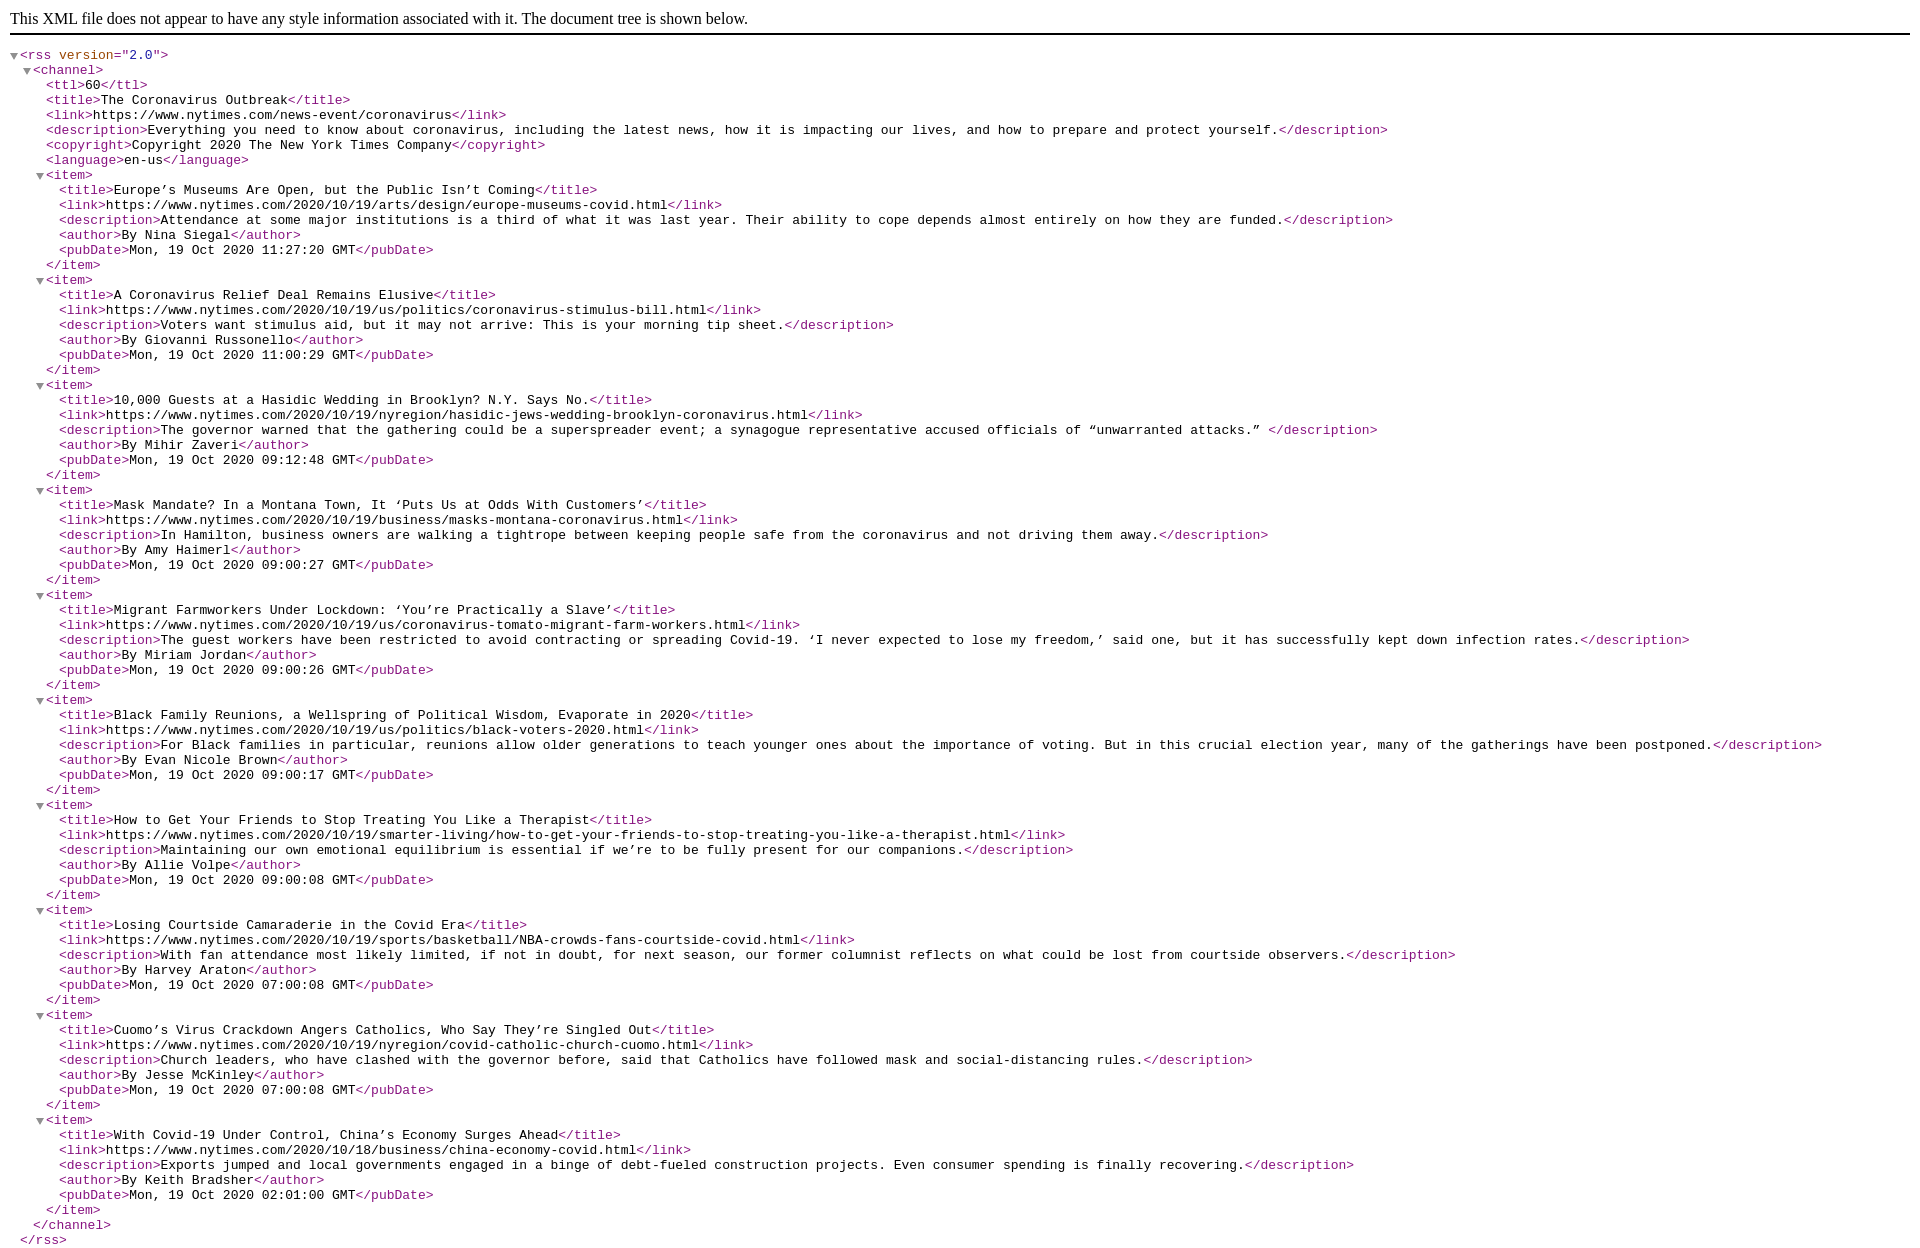 This XML file does not appear to have any style information associated with it. The document tree is shown below.
<rss version="2.0">
<channel>
<ttl>60</ttl>
<title>The Coronavirus Outbreak</title>
<link>https://www.nytimes.com/news-event/coronavirus</link>
<description>Everything you need to know about coronavirus, including the latest news, how it is impacting our lives, and how to prepare and protect yourself.</description>
<copyright>Copyright 2020 The New York Times Company</copyright>
<language>en-us</language>
<item>
<title>Europe’s Museums Are Open, but the Public Isn’t Coming</title>
<link>https://www.nytimes.com/2020/10/19/arts/design/europe-museums-covid.html</link>
<description>Attendance at some major institutions is a third of what it was last year. Their ability to cope depends almost entirely on how they are funded.</description>
<author>By Nina Siegal</author>
<pubDate>Mon, 19 Oct 2020 11:27:20 GMT</pubDate>
</item>
<item>
<title>A Coronavirus Relief Deal Remains Elusive</title>
<link>https://www.nytimes.com/2020/10/19/us/politics/coronavirus-stimulus-bill.html</link>
<description>Voters want stimulus aid, but it may not arrive: This is your morning tip sheet.</description>
<author>By Giovanni Russonello</author>
<pubDate>Mon, 19 Oct 2020 11:00:29 GMT</pubDate>
</item>
<item>
<title>10,000 Guests at a Hasidic Wedding in Brooklyn? N.Y. Says No.</title>
<link>https://www.nytimes.com/2020/10/19/nyregion/hasidic-jews-wedding-brooklyn-coronavirus.html</link>
<description>The governor warned that the gathering could be a superspreader event; a synagogue representative accused officials of “unwarranted attacks.” </description>
<author>By Mihir Zaveri</author>
<pubDate>Mon, 19 Oct 2020 09:12:48 GMT</pubDate>
</item>
<item>
<title>Mask Mandate? In a Montana Town, It ‘Puts Us at Odds With Customers’</title>
<link>https://www.nytimes.com/2020/10/19/business/masks-montana-coronavirus.html</link>
<description>In Hamilton, business owners are walking a tightrope between keeping people safe from the coronavirus and not driving them away.</description>
<author>By Amy Haimerl</author>
<pubDate>Mon, 19 Oct 2020 09:00:27 GMT</pubDate>
</item>
<item>
<title>Migrant Farmworkers Under Lockdown: ‘You’re Practically a Slave’</title>
<link>https://www.nytimes.com/2020/10/19/us/coronavirus-tomato-migrant-farm-workers.html</link>
<description>The guest workers have been restricted to avoid contracting or spreading Covid-19. ‘I never expected to lose my freedom,’ said one, but it has successfully kept down infection rates.</description>
<author>By Miriam Jordan</author>
<pubDate>Mon, 19 Oct 2020 09:00:26 GMT</pubDate>
</item>
<item>
<title>Black Family Reunions, a Wellspring of Political Wisdom, Evaporate in 2020</title>
<link>https://www.nytimes.com/2020/10/19/us/politics/black-voters-2020.html</link>
<description>For Black families in particular, reunions allow older generations to teach younger ones about the importance of voting. But in this crucial election year, many of the gatherings have been postponed.</description>
<author>By Evan Nicole Brown</author>
<pubDate>Mon, 19 Oct 2020 09:00:17 GMT</pubDate>
</item>
<item>
<title>How to Get Your Friends to Stop Treating You Like a Therapist</title>
<link>https://www.nytimes.com/2020/10/19/smarter-living/how-to-get-your-friends-to-stop-treating-you-like-a-therapist.html</link>
<description>Maintaining our own emotional equilibrium is essential if we’re to be fully present for our companions.</description>
<author>By Allie Volpe</author>
<pubDate>Mon, 19 Oct 2020 09:00:08 GMT</pubDate>
</item>
<item>
<title>Losing Courtside Camaraderie in the Covid Era</title>
<link>https://www.nytimes.com/2020/10/19/sports/basketball/NBA-crowds-fans-courtside-covid.html</link>
<description>With fan attendance most likely limited, if not in doubt, for next season, our former columnist reflects on what could be lost from courtside observers.</description>
<author>By Harvey Araton</author>
<pubDate>Mon, 19 Oct 2020 07:00:08 GMT</pubDate>
</item>
<item>
<title>Cuomo’s Virus Crackdown Angers Catholics, Who Say They’re Singled Out</title>
<link>https://www.nytimes.com/2020/10/19/nyregion/covid-catholic-church-cuomo.html</link>
<description>Church leaders, who have clashed with the governor before, said that Catholics have followed mask and social-distancing rules.</description>
<author>By Jesse McKinley</author>
<pubDate>Mon, 19 Oct 2020 07:00:08 GMT</pubDate>
</item>
<item>
<title>With Covid-19 Under Control, China’s Economy Surges Ahead</title>
<link>https://www.nytimes.com/2020/10/18/business/china-economy-covid.html</link>
<description>Exports jumped and local governments engaged in a binge of debt-fueled construction projects. Even consumer spending is finally recovering.</description>
<author>By Keith Bradsher</author>
<pubDate>Mon, 19 Oct 2020 02:01:00 GMT</pubDate>
</item>
</channel>
</rss>